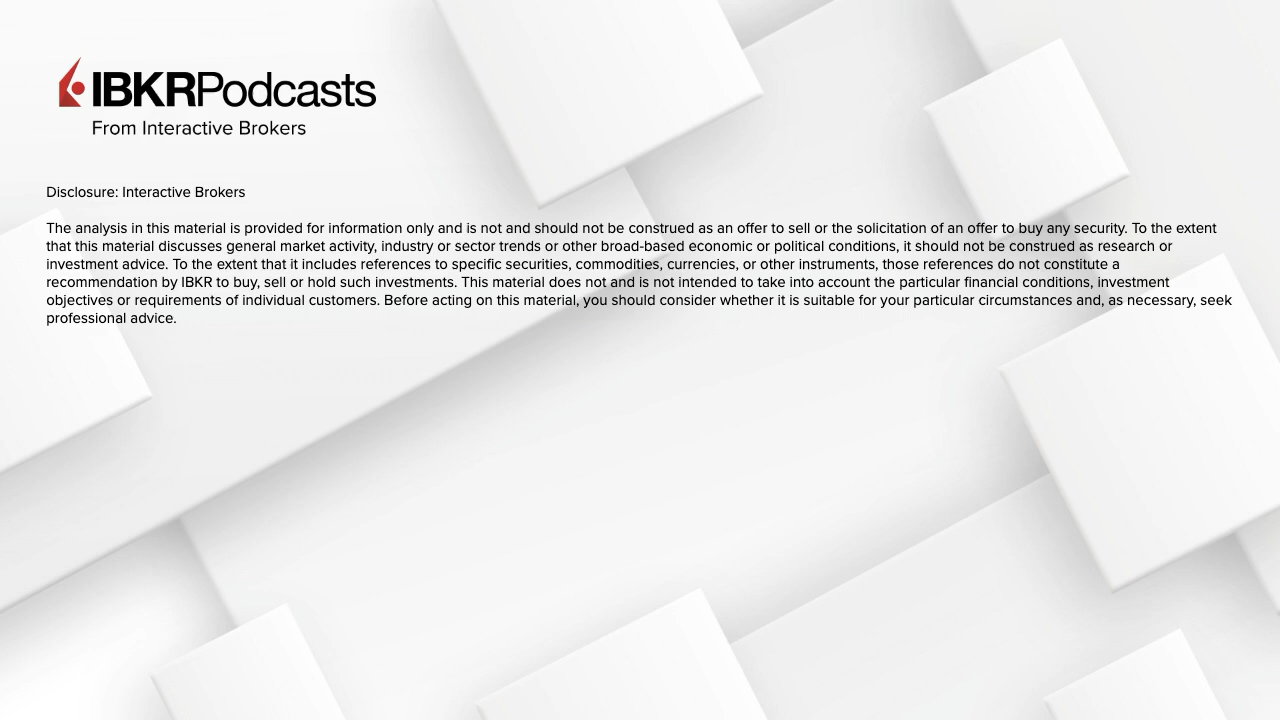 IBKRPodcasts
From Interactive Brokers
Disclosure: Interactive Brokers
The analysis in this material is provided for information only and is not and should not be construed as an offer to sell or the solicitation of an offer to buy any security. To the extent
that this material discusses general market activity, industry or sector trends or other broad-based economic or political conditions, it should not be construed as research or
investment advice. To the extent that it includes references to specific securities, commodities, currencies, or other instruments, those references do not constitute a
recommendation by IBKR to buy, sell or hold such investments. This material does not and is not intended to take into account the particular financial conditions, investment
objectives or requirements of individual customers. Before acting on this material, you should consider whether it is suitable for your particular circumstances and, as necessary, seek
professional advice.